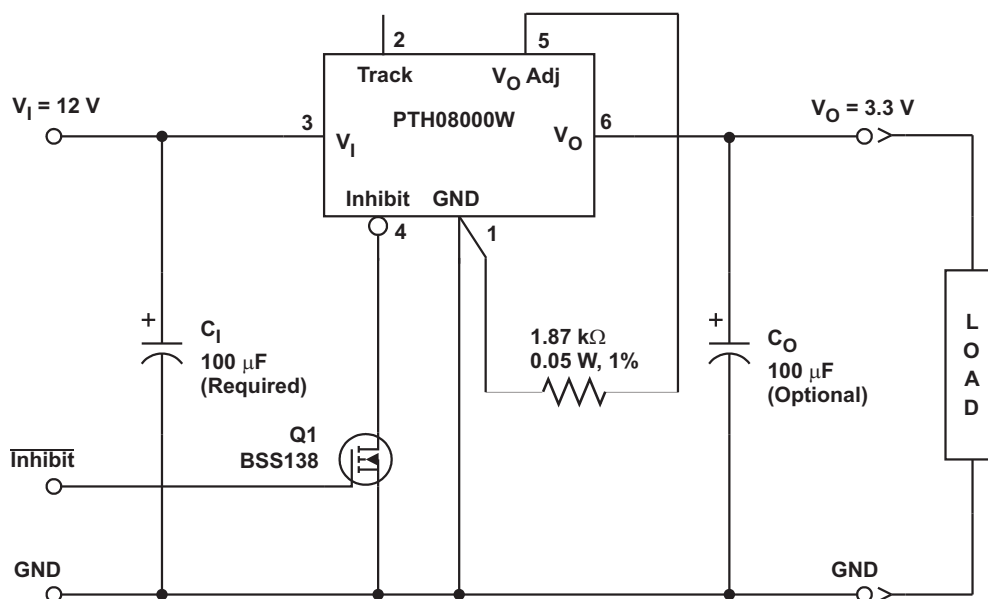 2
5
Track
V_O Adj
V_I = 12 V
V_O = 3.3 V
PTH08000W
3
6
V_I
V_O
Inhibit
GND
4
1
+
C_I
100 μF
(Required)
1.87 kΩ
0.05 W, 1%
+
C_O
100 μF
(Optional)
L
O
A
D
Q1
BSS138
Inhibit
GND
GND